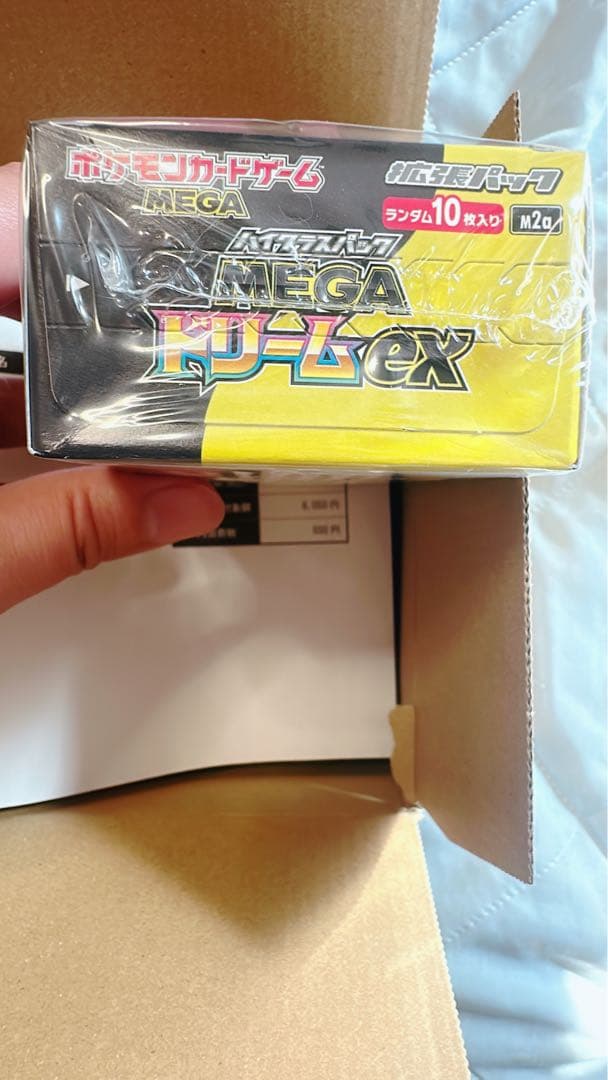 ポケモンカードゲーム
MEGA
拡張パック
ランダム10枚入り
M2a
ハイクラスパック
MEGA
ドリームex